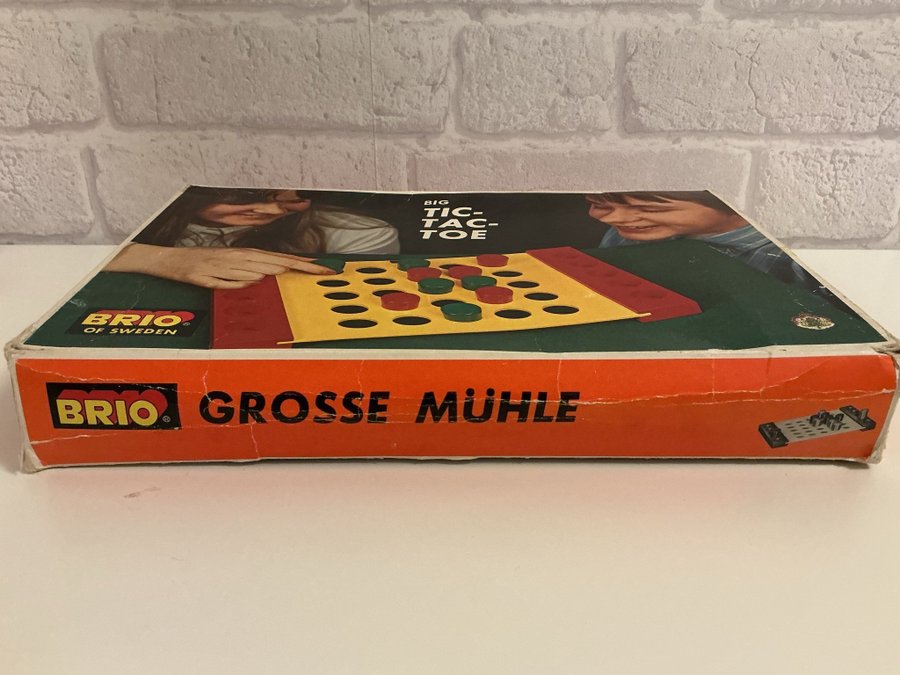 BIG
TIC-
TAC-
TOE
BRIO®
OF SWEDEN
BRIO®
GROSSE MÜHLE